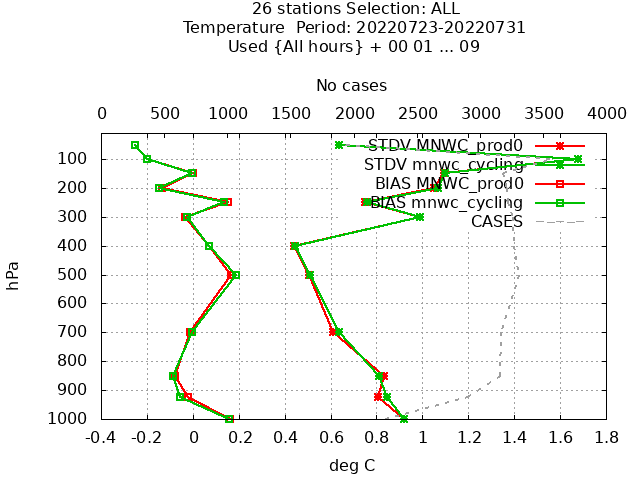 26 stations Selection: ALL
Temperature  Period: 20220723-20220731
Used {All hours} + 00 01 ... 09
No cases
0 500 1000 1500 2000 2500 3000 3500 4000
STDV MNWC_prod0
STDV mnwc_cycling
BIAS MNWC_prod0
BIAS mnwc_cycling
CASES
hPa
100
200
300
400
500
600
700
800
900
1000
-0.4 -0.2 0 0.2 0.4 0.6 0.8 1 1.2 1.4 1.6 1.8
deg C